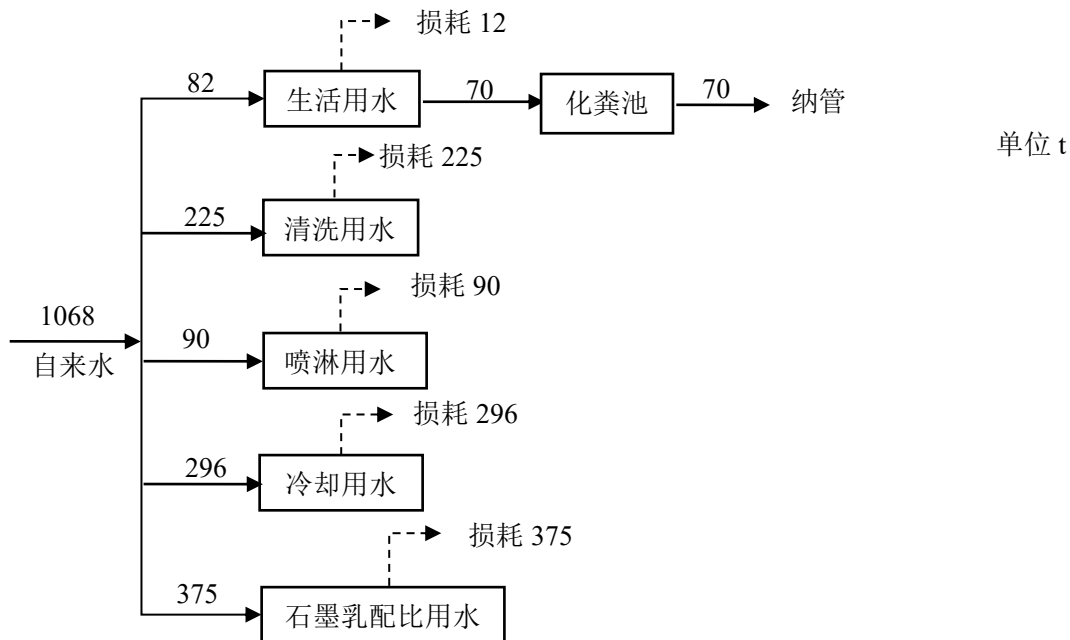 损耗 12
82
生活用水
70
化粪池
70
纳管
单位 t
损耗 225
225
清洗用水
损耗 90
1068
自来水
90
喷淋用水
损耗 296
296
冷却用水
损耗 375
375
石墨乳配比用水